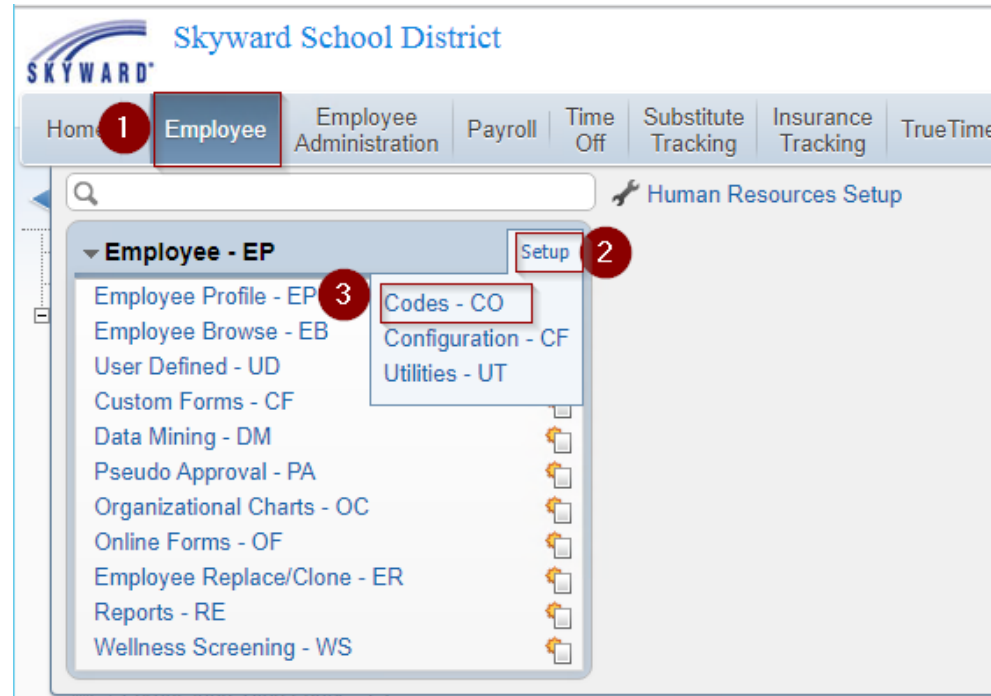 Skyward School District
SKYWARD
Home 1 Employee Employee Administration Payroll Time Off Substitute Tracking Insurance Tracking TrueTime
Human Resources Setup
Employee - EP Setup 2
Employee Profile - EP 3 Codes - CO
Employee Browse - EB Configuration - CF
User Defined - UD Utilities - UT
Custom Forms - CF
Data Mining - DM
Pseudo Approval - PA
Organizational Charts - OC
Online Forms - OF
Employee Replace/Clone - ER
Reports - RE
Wellness Screening - WS